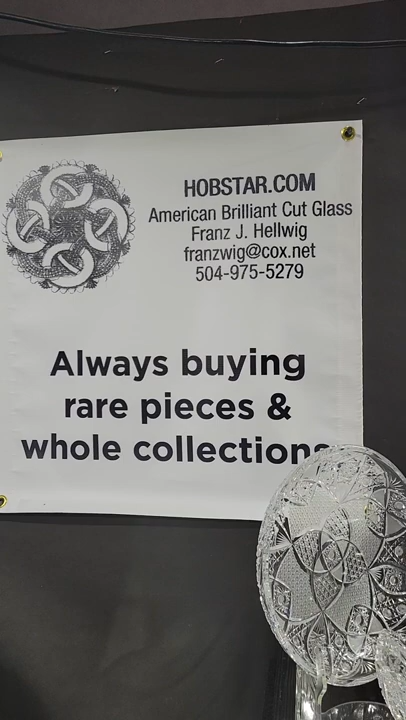 HOBSTAR.COM
American Brilliant Cut Glass
Franz J. Hellwig
franzwig@cox.net
504-975-5279
Always buying
rare pieces &
whole collections